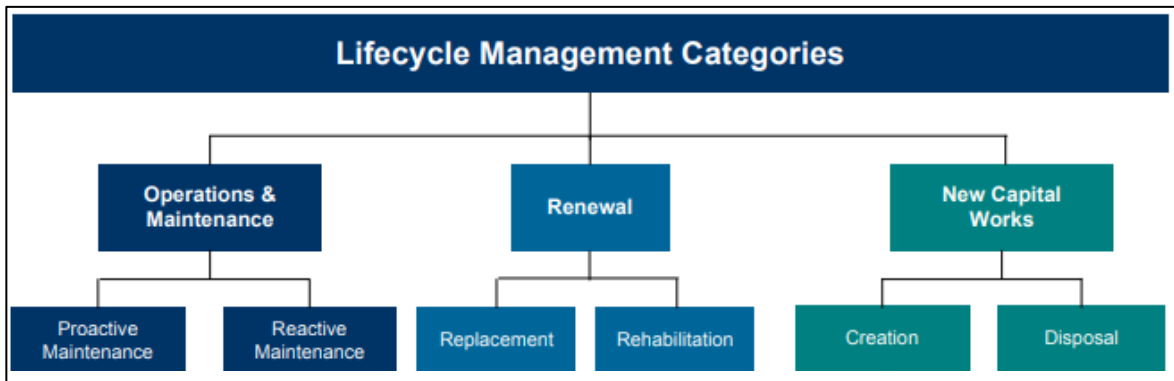 Lifecycle Management Categories
Operations &
Maintenance
Renewal
New Capital
Works
Proactive
Maintenance
Reactive
Maintenance
Replacement
Rehabilitation
Creation
Disposal